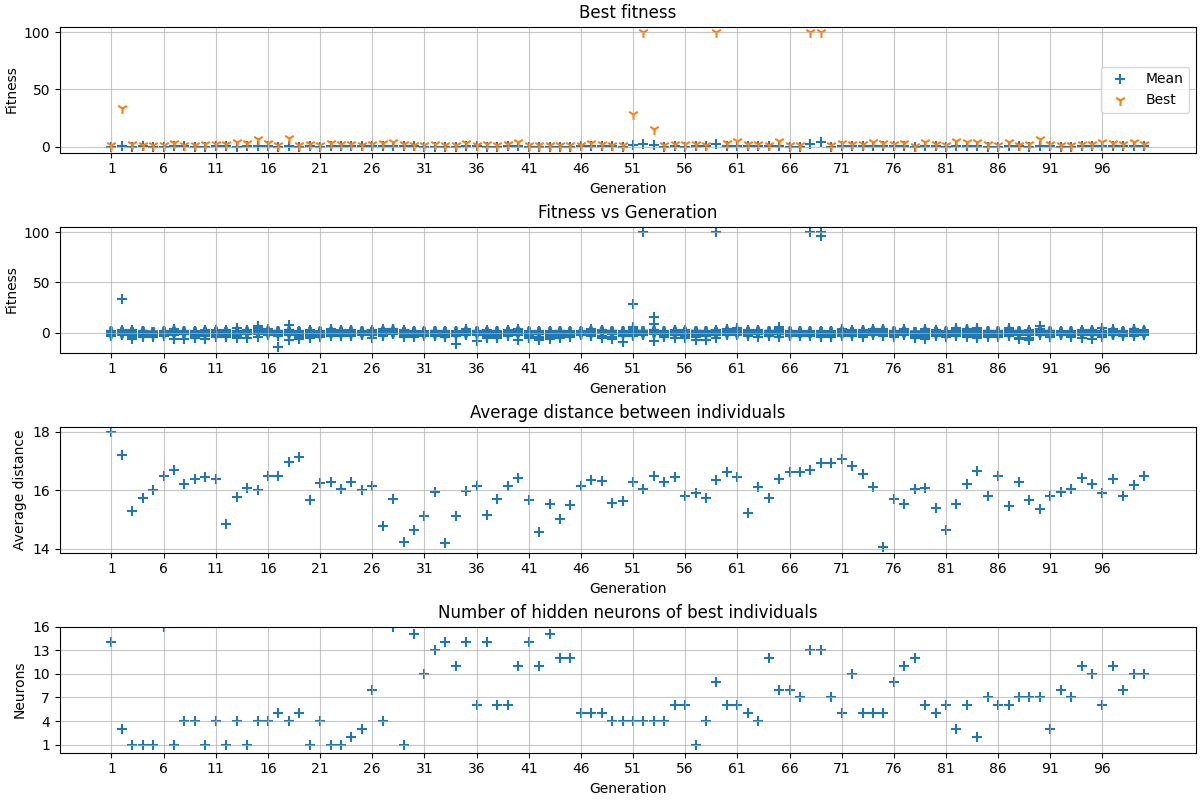 Best fitness
100
50
0
Fitness
Mean
Best
1 6 11 16 21 26 31 36 41 46 51 56 61 66 71 76 81 86 91 96
Generation
Fitness vs Generation
100
50
0
Fitness
1 6 11 16 21 26 31 36 41 46 51 56 61 66 71 76 81 86 91 96
Generation
Average distance between individuals
18
16
14
Average distance
1 6 11 16 21 26 31 36 41 46 51 56 61 66 71 76 81 86 91 96
Generation
Number of hidden neurons of best individuals
16
13
10
7
4
1
Neurons
1 6 11 16 21 26 31 36 41 46 51 56 61 66 71 76 81 86 91 96
Generation